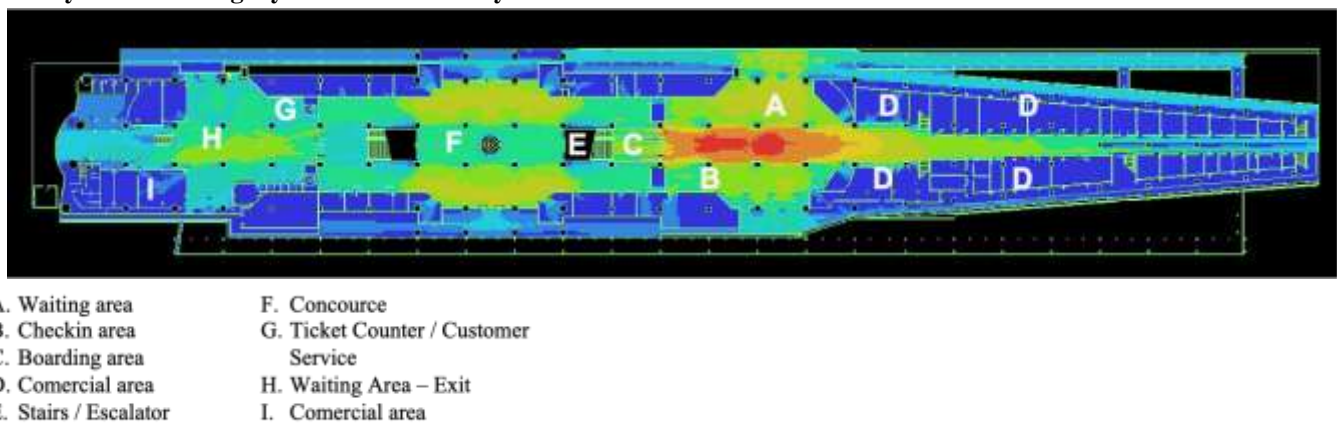 A
D
D
G
H
F
E
C
B
D
D
I
A. Waiting area
B. Checkin area
C. Boarding area
D. Comercial area
E. Stairs / Escalator
F. Concource
G. Ticket Counter / Customer
Service
H. Waiting Area – Exit
I. Comercial area